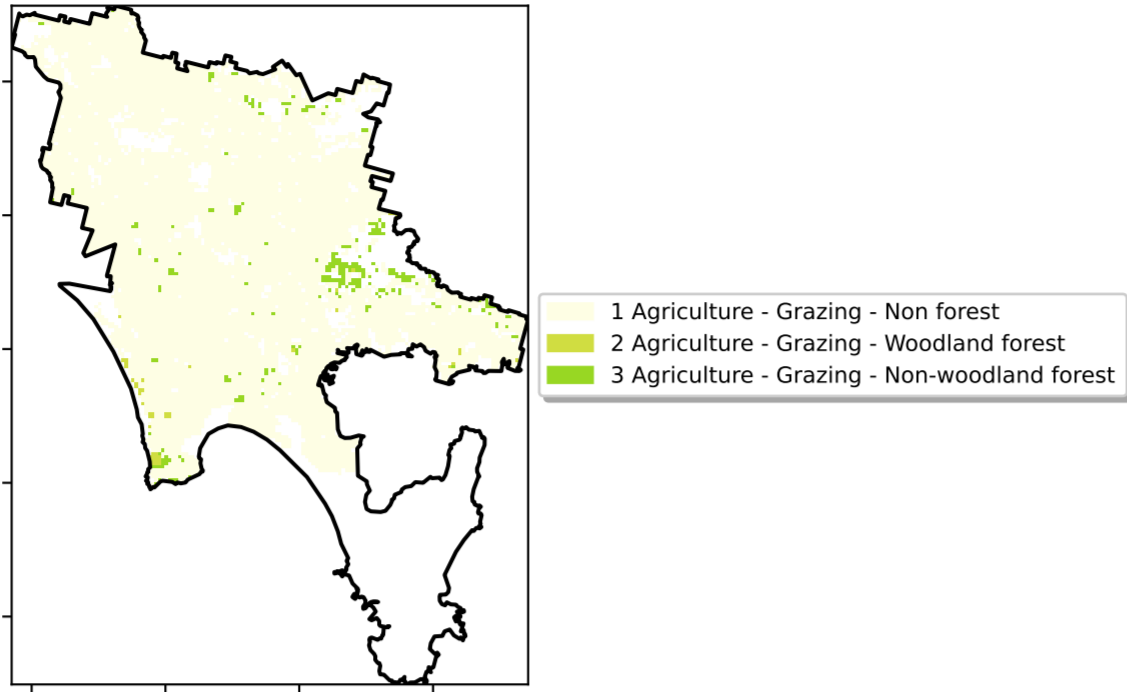 1 Agriculture - Grazing - Non forest
2 Agriculture - Grazing - Woodland forest
3 Agriculture - Grazing - Non-woodland forest